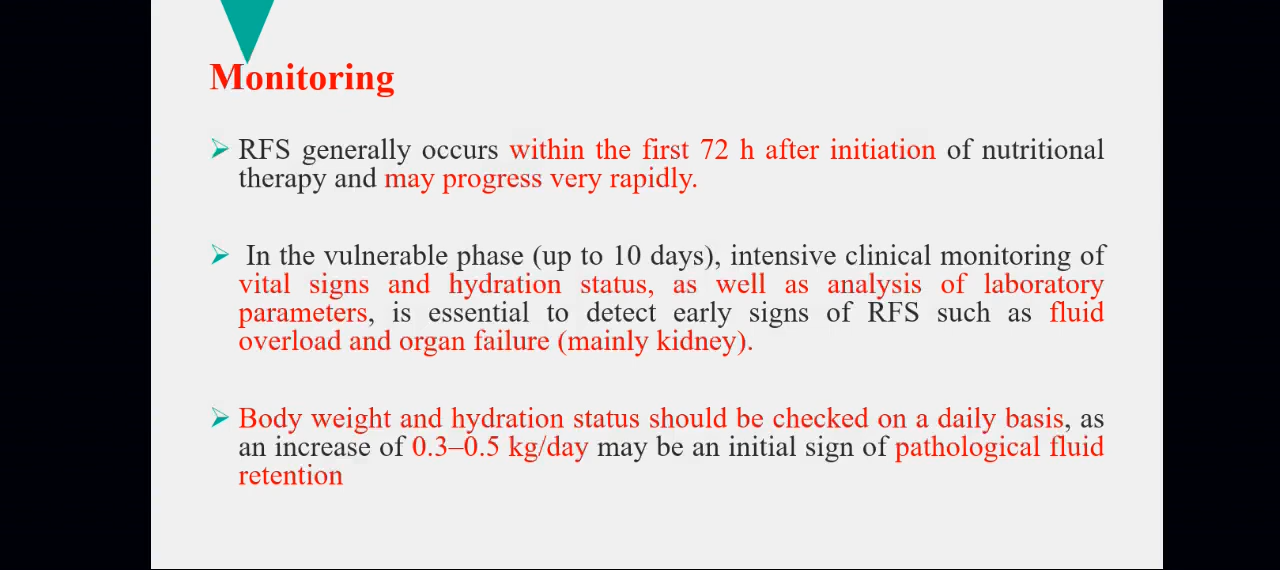 Monitoring
RFS generally occurs within the first 72 h after initiation of nutritional
therapy and may progress very rapidly.
In the vulnerable phase (up to 10 days), intensive clinical monitoring of
vital signs and hydration status, as well as analysis of laboratory
parameters, is essential to detect early signs of RFS such as fluid
overload and organ failure (mainly kidney).
Body weight and hydration status should be checked on a daily basis, as
an increase of 0.3–0.5 kg/day may be an initial sign of pathological fluid
retention